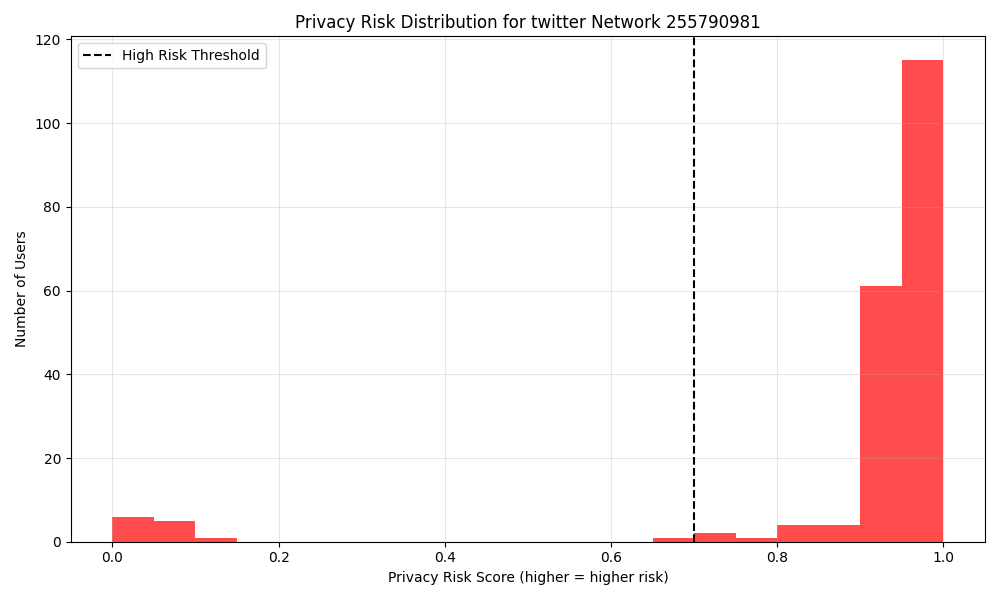 Privacy Risk Distribution for twitter Network 255790981
High Risk Threshold
120
100
80
60
40
20
0
Number of Users
0.0 0.2 0.4 0.6 0.8 1.0
Privacy Risk Score (higher = higher risk)